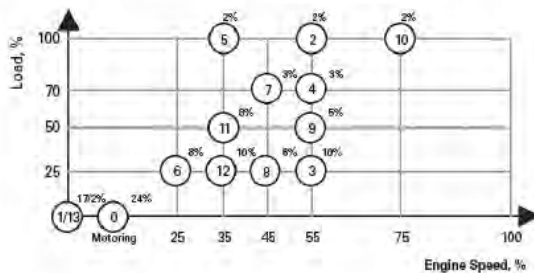 2% 2% 2%
100 5 2 10
Load, %
3% 3%
70 7 4
8% 5%
50 11 9
8% 10% 6% 10%
25 6 12 8 3
17/2% 24%
1/13 0
Motoring 25 35 45 55 75 100
Engine Speed, %